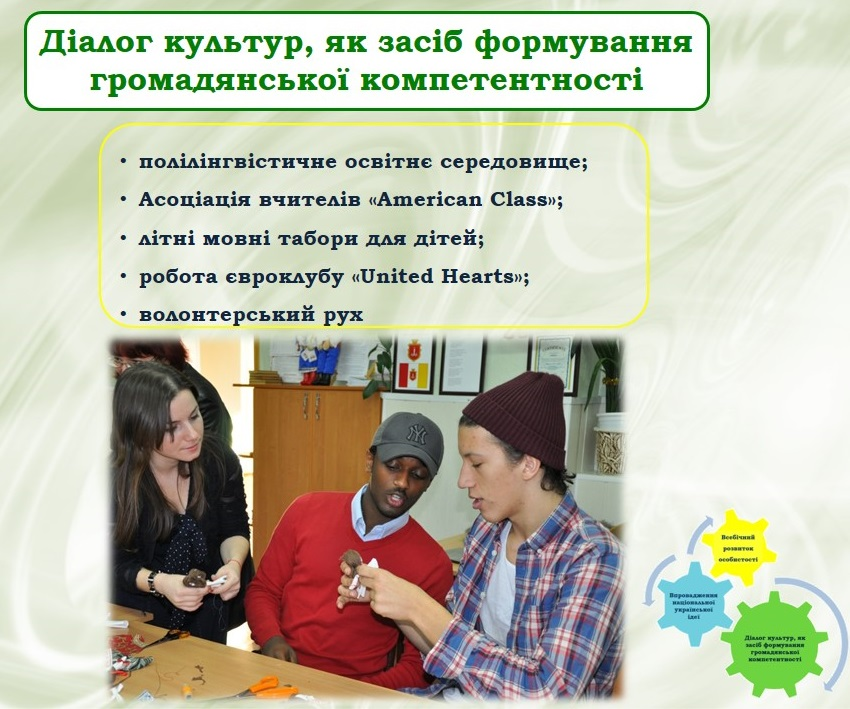 Діалог культур, як засіб формування
громадянської компетентності
• полілінгвістичне освітнє середовище;
• Асоціація вчителів «American Class»;
• літні мовні табори для дітей;
• робота євроклубу «United Hearts»;
• волонтерський рух
Всебічний
розвиток
особистості
Впровадження
національної
української
ідеї
Діалог культур, як
засіб формування
громадянської
компетентності